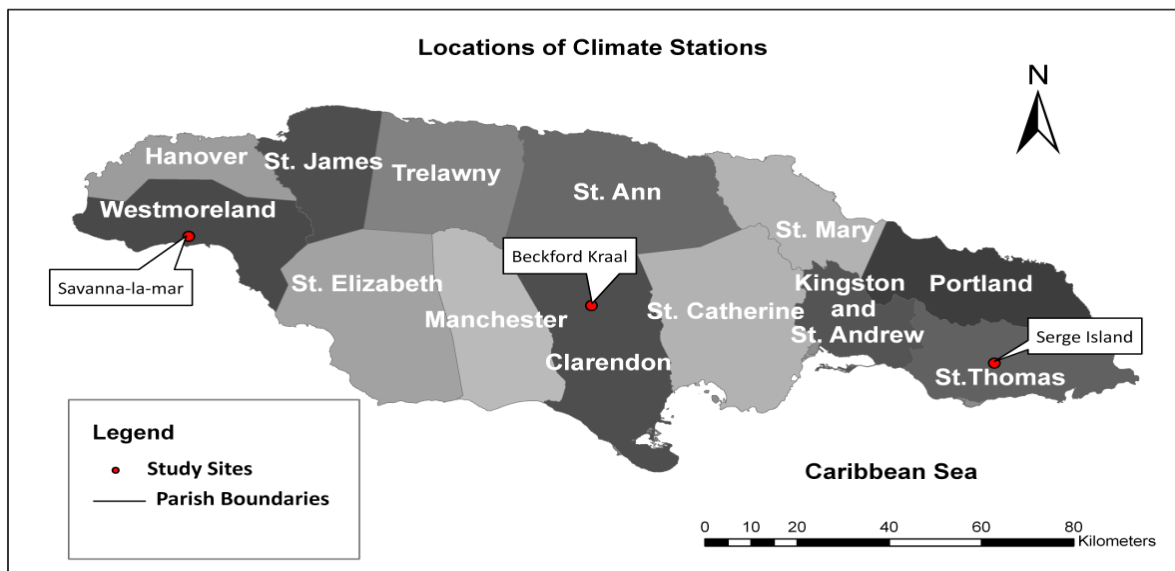 Locations of Climate Stations
N
Hanover
St. James
Trelawny
St. Ann
Westmoreland
St. Mary
Beckford Kraal
Savanna-la-mar
St. Elizabeth
Manchester
St. Catherine
Kingston
and
St. Andrew
Portland
Clarendon
Serge Island
St.Thomas
Legend
Study Sites
Parish Boundaries
Caribbean Sea
0 10 20 40 60 80
Kilometers